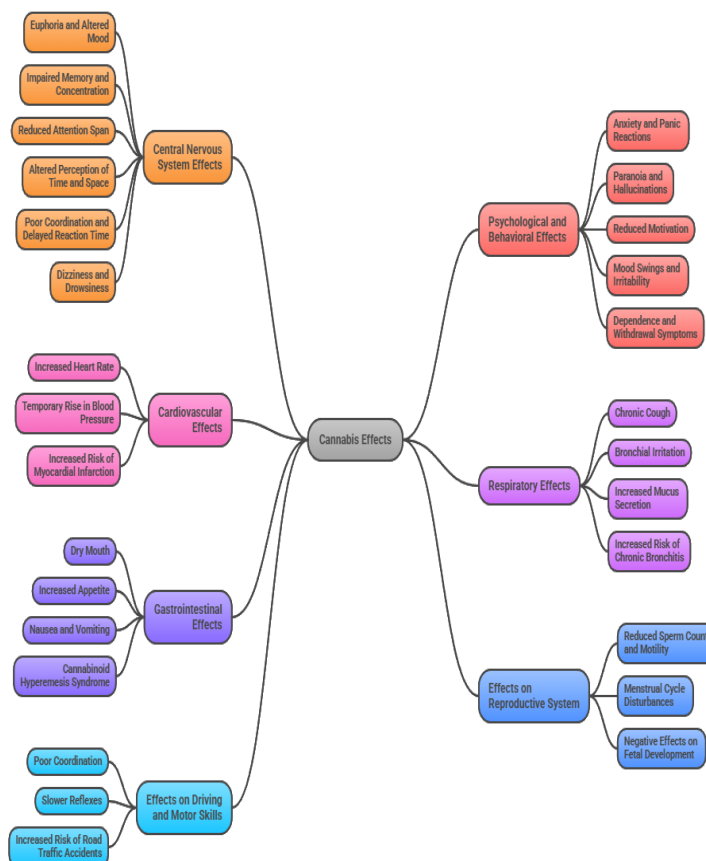 Cannabis Effects
Central Nervous
System Effects
Euphoria and Altered
Mood
Impaired Memory and
Concentration
Reduced Attention Span
Altered Perception of
Time and Space
Poor Coordination and
Delayed Reaction Time
Dizziness and
Drowsiness
Cardiovascular
Effects
Increased Heart Rate
Temporary Rise in Blood
Pressure
Increased Risk of
Myocardial Infarction
Gastrointestinal
Effects
Dry Mouth
Increased Appetite
Nausea and Vomiting
Cannabinoid
Hyperemesis Syndrome
Effects on Driving
and Motor Skills
Poor Coordination
Slower Reflexes
Increased Risk of Road
Traffic Accidents
Psychological and
Behavioral Effects
Anxiety and Panic
Reactions
Paranoia and
Hallucinations
Reduced Motivation
Mood Swings and
Irritability
Dependence and
Withdrawal Symptoms
Respiratory Effects
Chronic Cough
Bronchial Irritation
Increased Mucus
Secretion
Increased Risk of
Chronic Bronchitis
Effects on
Reproductive System
Reduced Sperm Count
and Motility
Menstrual Cycle
Disturbances
Negative Effects on
Fetal Development